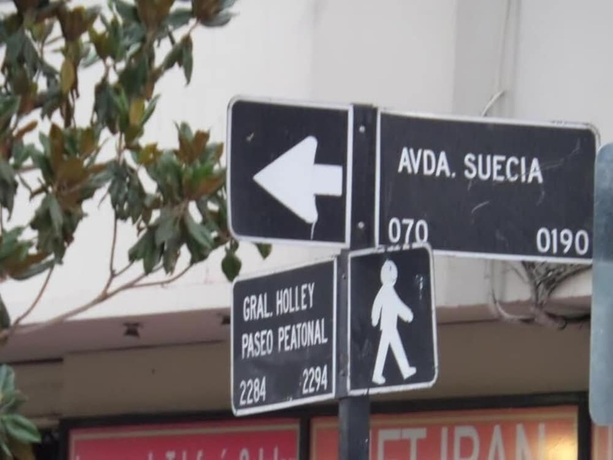 AVDA. SUECIA
070 0190
GRAL. HOLLEY
PASEO PEATONAL
2284 2294